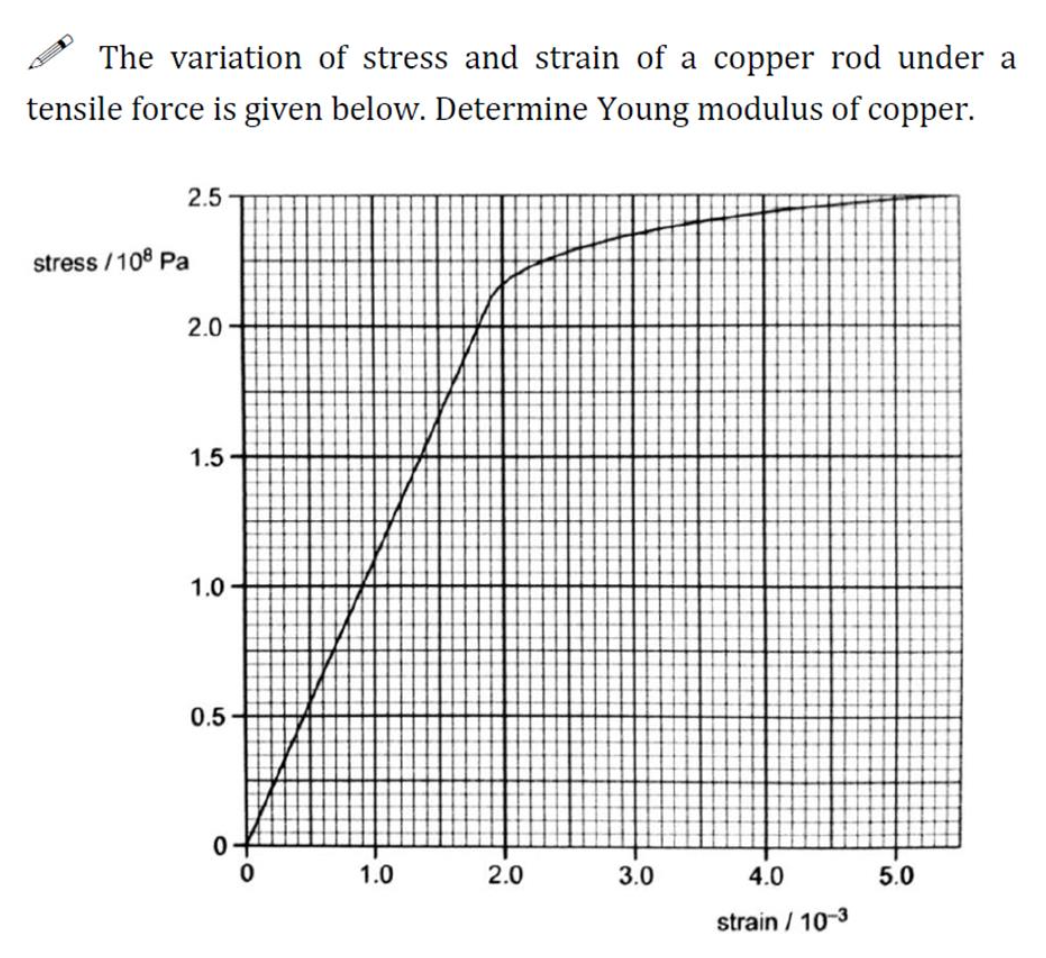 The variation of stress and strain of a copper rod under a
tensile force is given below. Determine Young modulus of copper.
2.5
stress / 10⁸ Pa
2.0
1.5
1.0
0.5
0
0 1.0 2.0 3.0 4.0 5.0
strain / 10⁻³